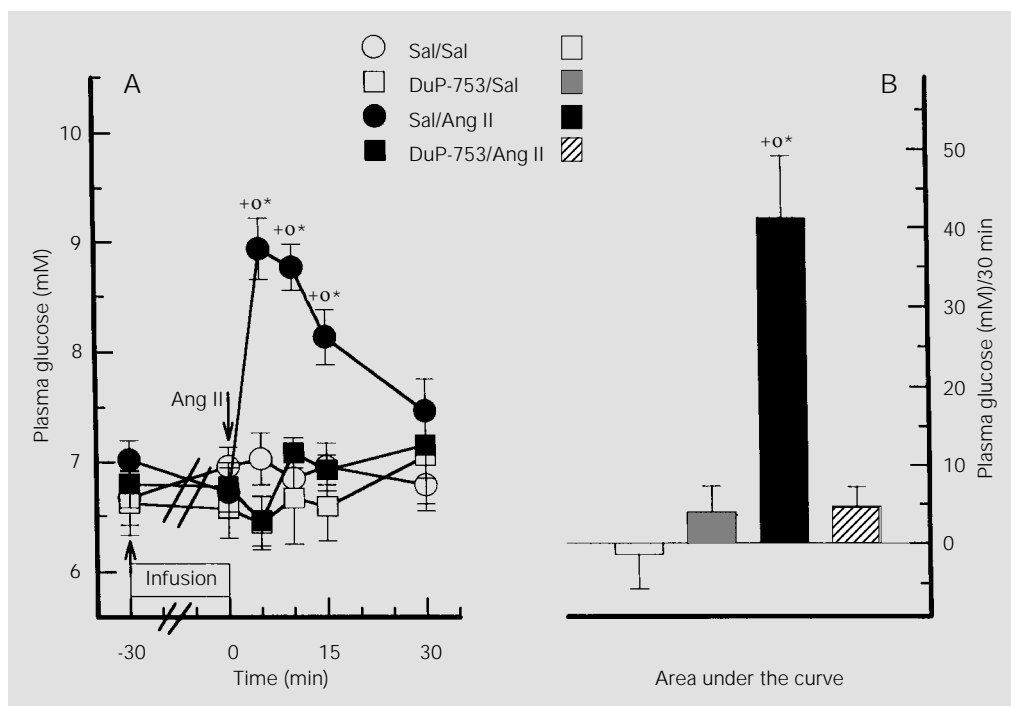 A
Sal/Sal
DuP-753/Sal
Sal/Ang II
DuP-753/Ang II
B
Plasma glucose (mM)
10
9
8
7
6
+o*
+o*
+o*
Ang II
Infusion
-30
0
15
30
Time (min)
+o*
50
40
30
20
10
0
Plasma glucose (mM)/30 min
Area under the curve